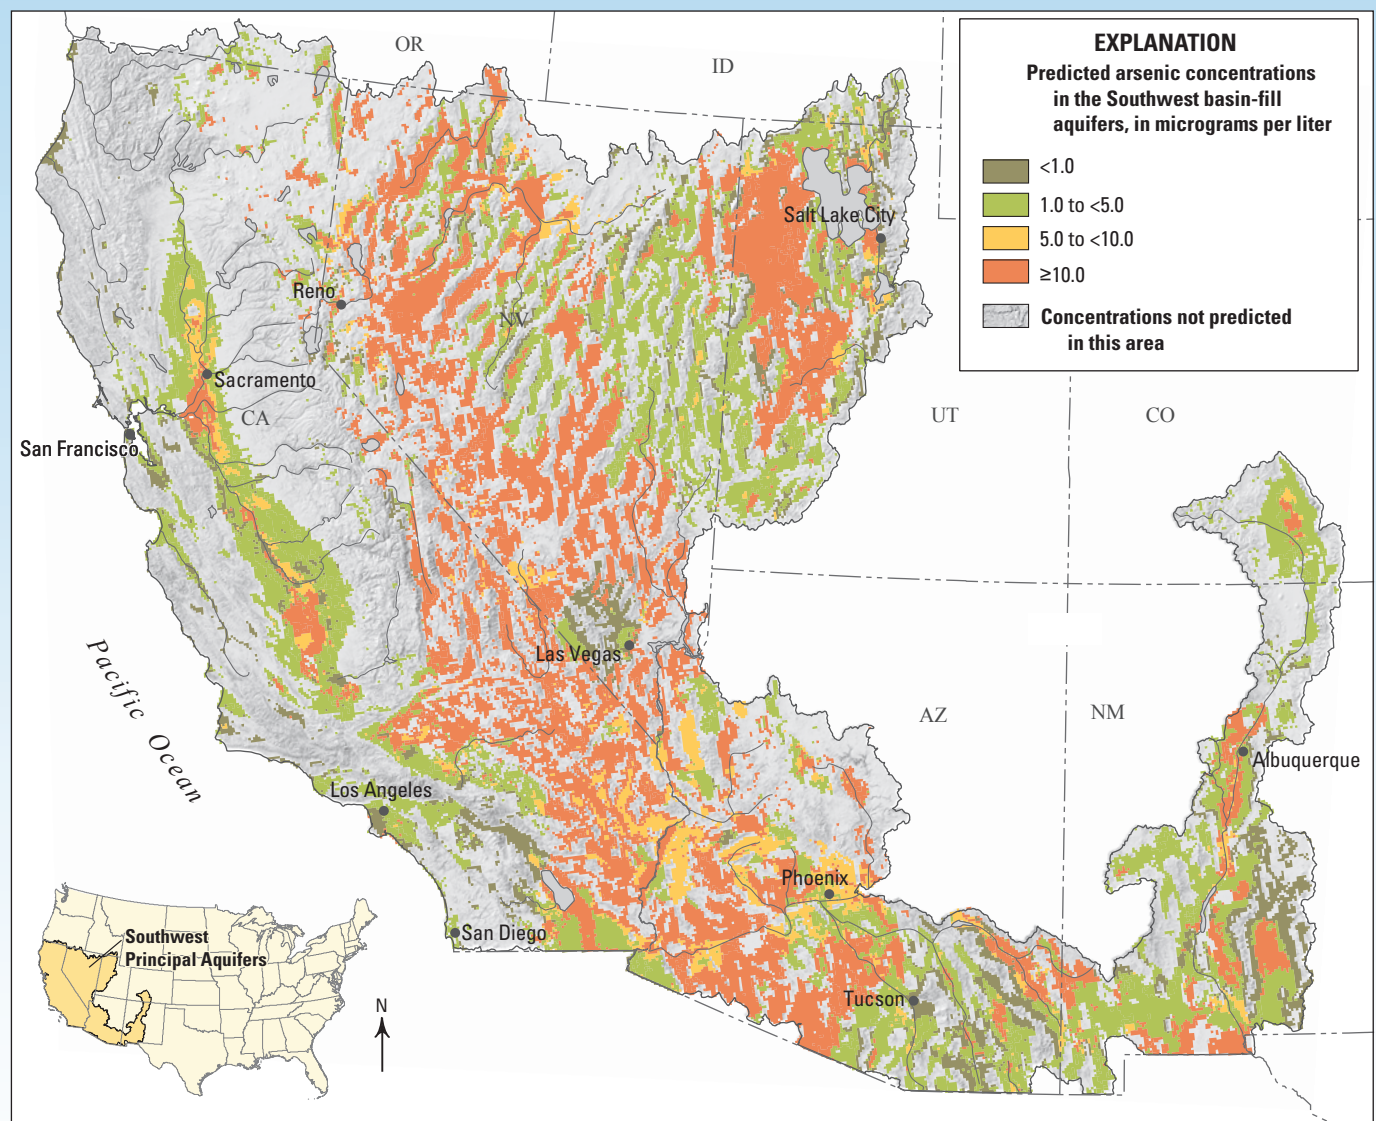 EXPLANATION
Predicted arsenic concentrations
in the Southwest basin-fill
aquifers, in micrograms per liter
<1.0
1.0 to <5.0
5.0 to <10.0
≥10.0
Concentrations not predicted
in this area
OR
ID
Salt Lake City
Reno
NV
Sacramento
CA
UT
CO
San Francisco
Las Vegas
Pacific Ocean
AZ
NM
Albuquerque
Los Angeles
Phoenix
San Diego
Tucson
Southwest
Principal Aquifers
N